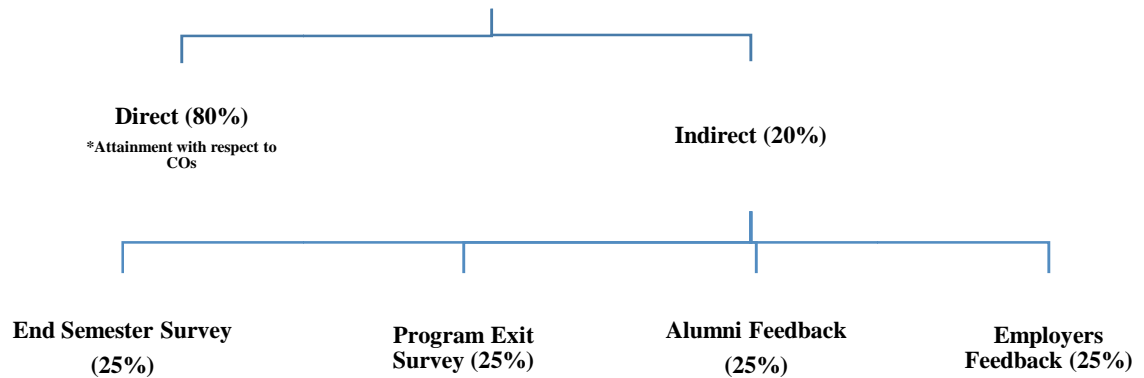 Direct (80%)
*Attainment with respect to
COs
Indirect (20%)
End Semester Survey
(25%)
Program Exit
Survey (25%)
Alumni Feedback
(25%)
Employers
Feedback (25%)